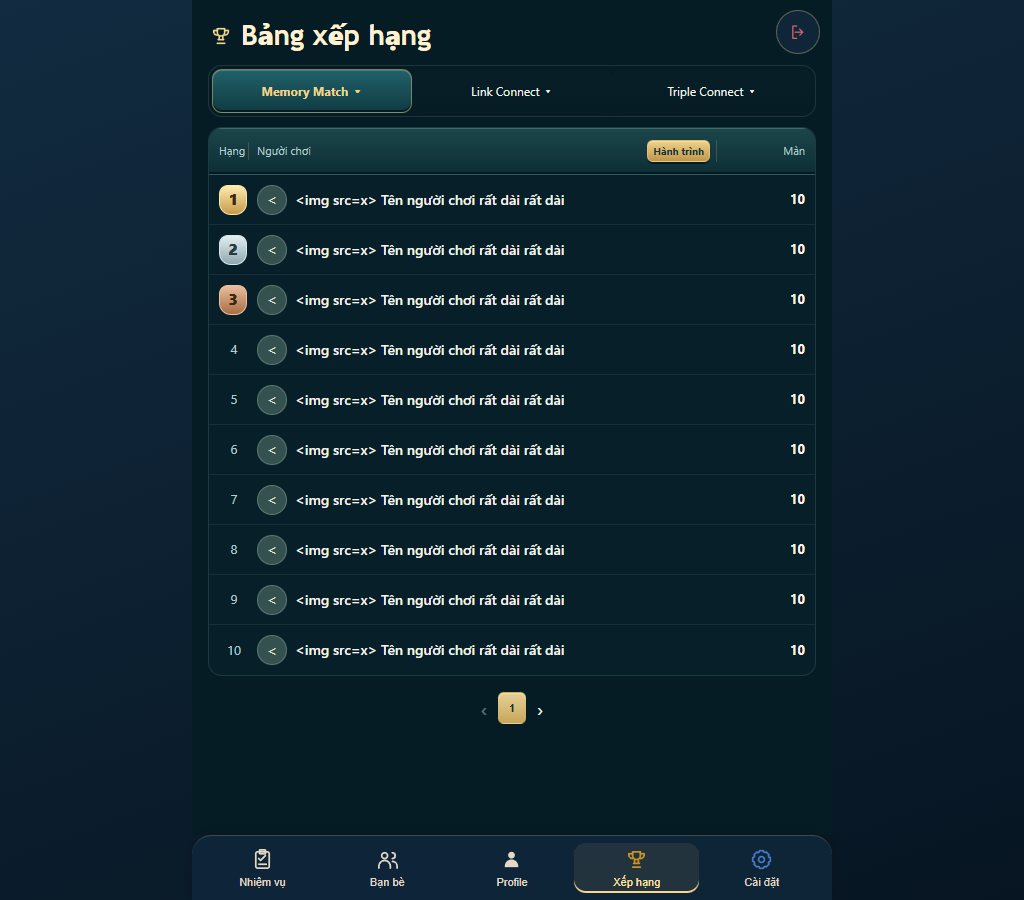 Bảng xếp hạng
Memory Match ▾ Link Connect ▾ Triple Connect ▾
Hạng Người chơi Hành trình Màn
1 < <img src=x> Tên người chơi rất dài rất dài 10
2 < <img src=x> Tên người chơi rất dài rất dài 10
3 < <img src=x> Tên người chơi rất dài rất dài 10
4 < <img src=x> Tên người chơi rất dài rất dài 10
5 < <img src=x> Tên người chơi rất dài rất dài 10
6 < <img src=x> Tên người chơi rất dài rất dài 10
7 < <img src=x> Tên người chơi rất dài rất dài 10
8 < <img src=x> Tên người chơi rất dài rất dài 10
9 < <img src=x> Tên người chơi rất dài rất dài 10
10 < <img src=x> Tên người chơi rất dài rất dài 10
‹ 1 ›
Nhiệm vụ Bạn bè Profile Xếp hạng Cài đặt